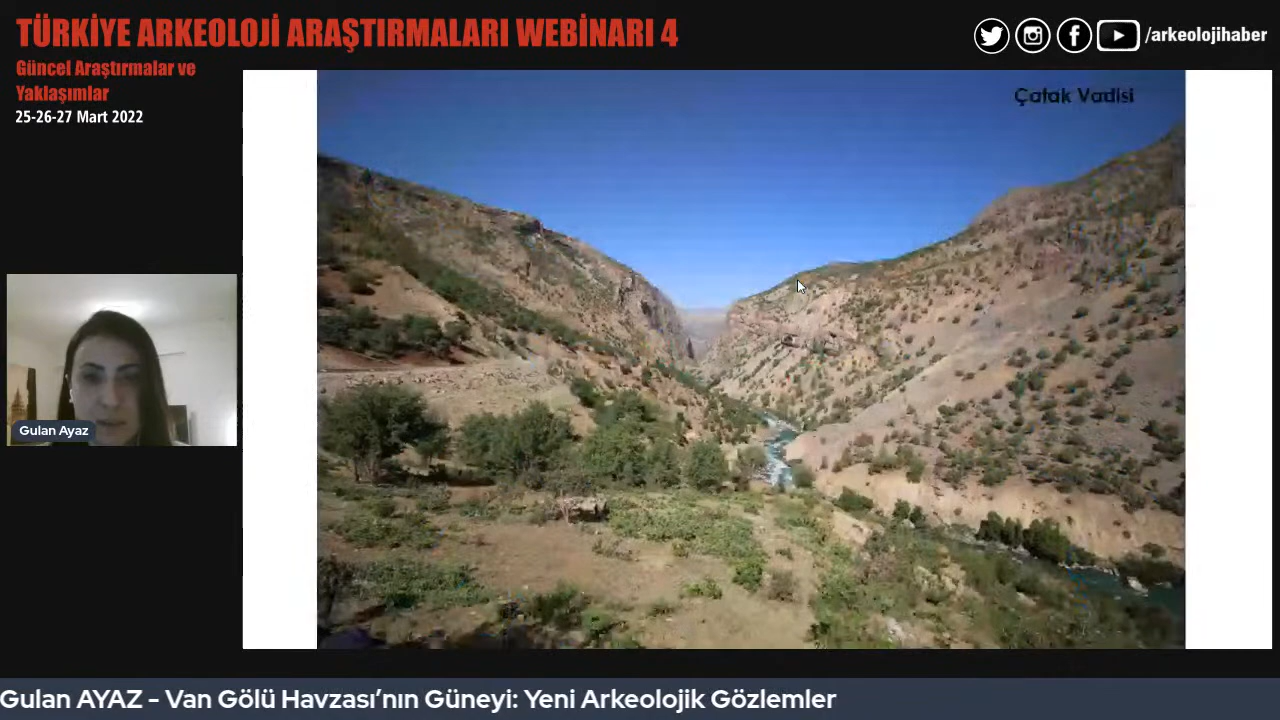 TÜRKİYE ARKEOLOJİ ARAŞTIRMALARI WEBİNARI 4
Güncel Araştırmalar ve
Yaklaşımlar
25-26-27 Mart 2022
/arkeolojihaber
Çatak Vadisi
Gulan Ayaz
Gulan AYAZ - Van Gölü Havzası'nın Güneyi: Yeni Arkeolojik Gözlemler